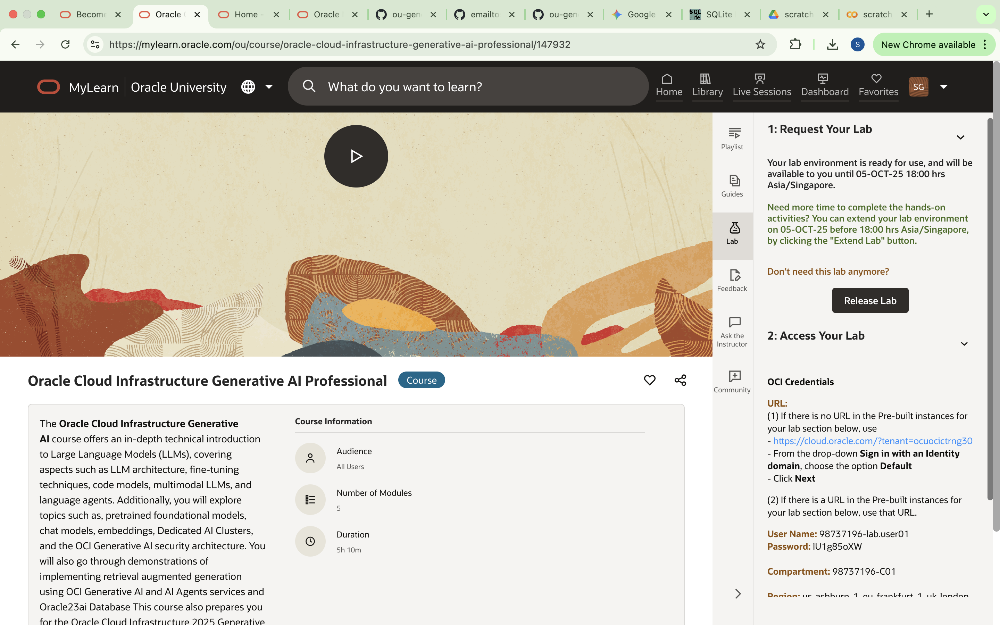 Become
Oracle
Home -
Oracle
ou-gen
emailto
ou-gen
Google
SQLite
scratch
scratch
https://mylearn.oracle.com/ou/course/oracle-cloud-infrastructure-generative-ai-professional/147932
S
New Chrome available
MyLearn
Oracle University
What do you want to learn?
Home
Library
Live Sessions
Dashboard
Favorites
SG
Playlist
Guides
Lab
Feedback
Ask the
Instructor
Community
1: Request Your Lab
Your lab environment is ready for use, and will be
available to you until 05-OCT-25 18:00 hrs
Asia/Singapore.
Need more time to complete the hands-on
activities? You can extend your lab environment
on 05-OCT-25 before 18:00 hrs Asia/Singapore,
by clicking the "Extend Lab" button.
Don't need this lab anymore?
Release Lab
2: Access Your Lab
OCI Credentials
URL:
(1) If there is no URL in the Pre-built instances for
your lab section below, use
- https://cloud.oracle.com/?tenant=ocuocictrng30
- From the drop-down Sign in with an Identity
domain, choose the option Default
- Click Next
(2) If there is a URL in the Pre-built instances for
your lab section below, use that URL.
User Name: 98737196-lab.user01
Password: lU1g85oXW
Compartment: 98737196-C01
Region: us-ashburn-1, eu-frankfurt-1, uk-london-
Oracle Cloud Infrastructure Generative AI Professional
Course
The Oracle Cloud Infrastructure Generative
AI course offers an in-depth technical introduction
to Large Language Models (LLMs), covering
aspects such as LLM architecture, fine-tuning
techniques, code models, multimodal LLMs, and
language agents. Additionally, you will explore
topics such as, pretrained foundational models,
chat models, embeddings, Dedicated AI Clusters,
and the OCI Generative AI security architecture. You
will also go through demonstrations of
implementing retrieval augmented generation
using OCI Generative AI and AI Agents services and
Oracle23ai Database This course also prepares you
for the Oracle Cloud Infrastructure 2025 Generative
Course Information
Audience
All Users
Number of Modules
5
Duration
5h 10m